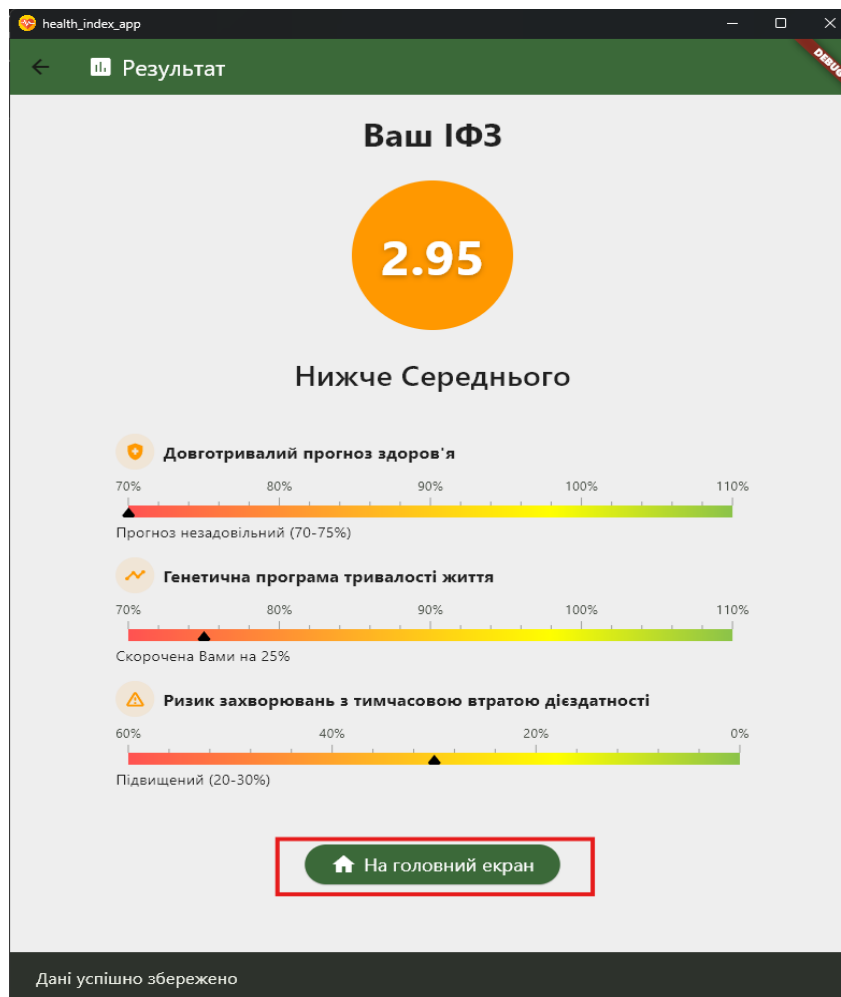 health_index_app
DEBUG
Результат
Ваш ІФЗ
2.95
Нижче Середнього
Довготривалий прогноз здоров'я
70% 80% 90% 100% 110%
Прогноз незадовільний (70-75%)
Генетична програма тривалості життя
70% 80% 90% 100% 110%
Скорочена Вами на 25%
Ризик захворювань з тимчасовою втратою дієздатності
60% 40% 20% 0%
Підвищений (20-30%)
На головний екран
Дані успішно збережено